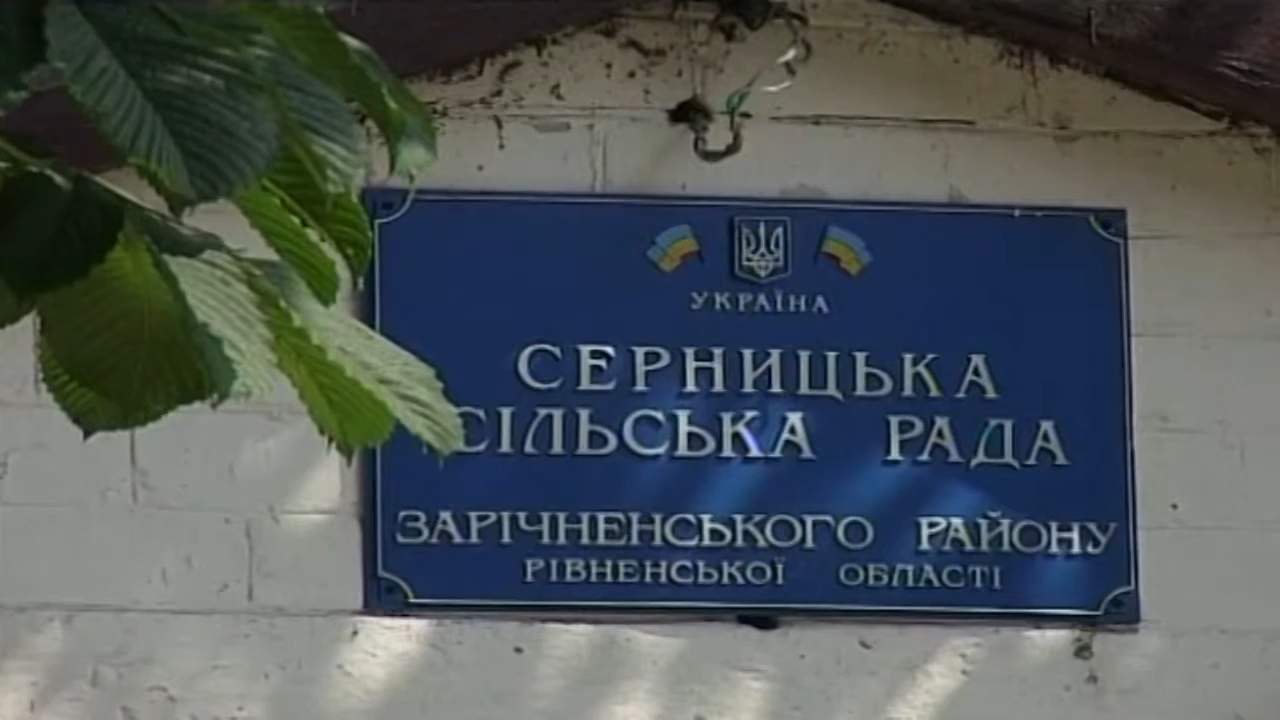 УКРАЇНА
СЕРНИЦЬКА
СІЛЬСЬКА РАДА
ЗАРІЧНЕНСЬКОГО РАЙОНУ
РІВНЕНСЬКОЇ ОБЛАСТІ